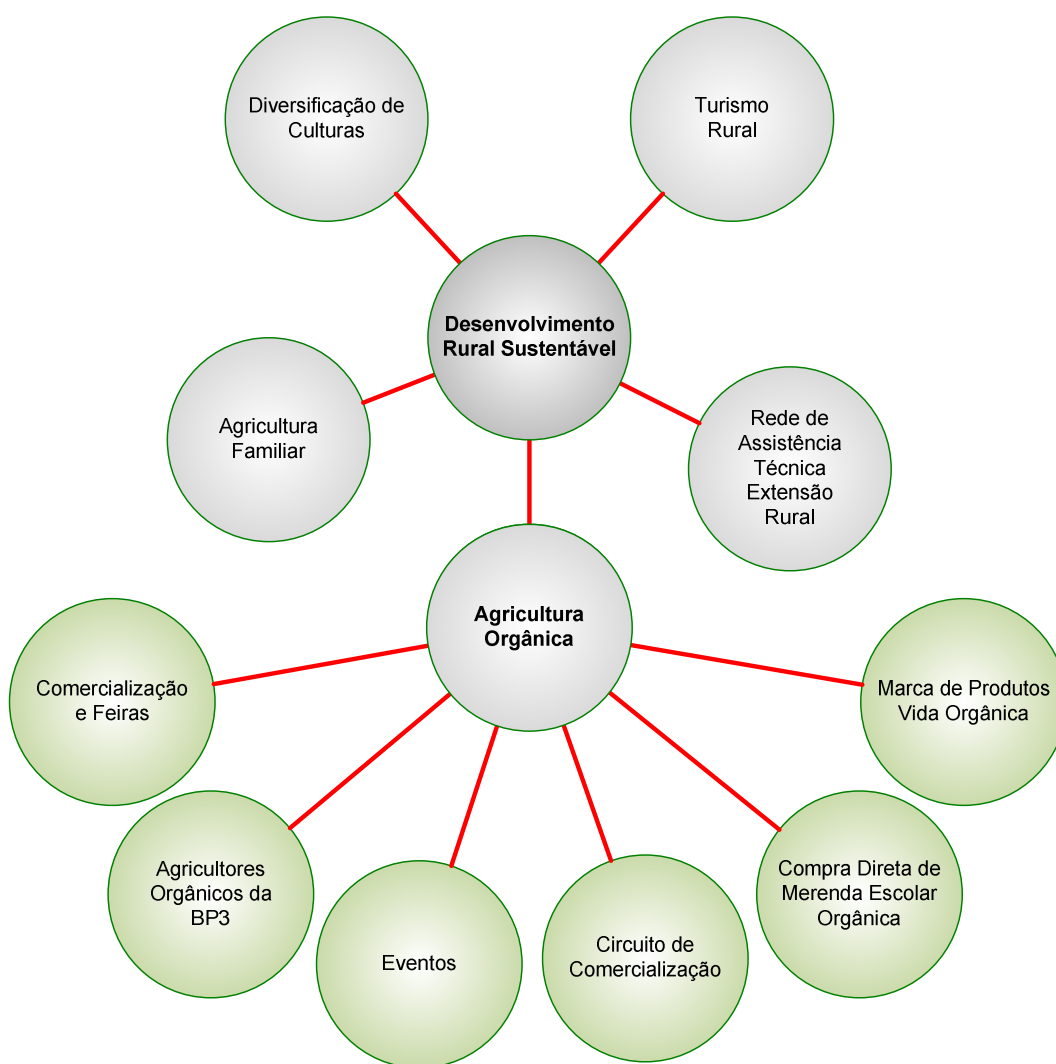 Diversificação de
Culturas
Turismo
Rural
Desenvolvimento
Rural Sustentável
Agricultura
Familiar
Rede de
Assistência
Técnica
Extensão
Rural
Agricultura
Orgânica
Comercialização
e Feiras
Marca de Produtos
Vida Orgânica
Agricultores
Orgânicos da
BP3
Compra Direta de
Merenda Escolar
Orgânica
Eventos
Circuito de
Comercialização